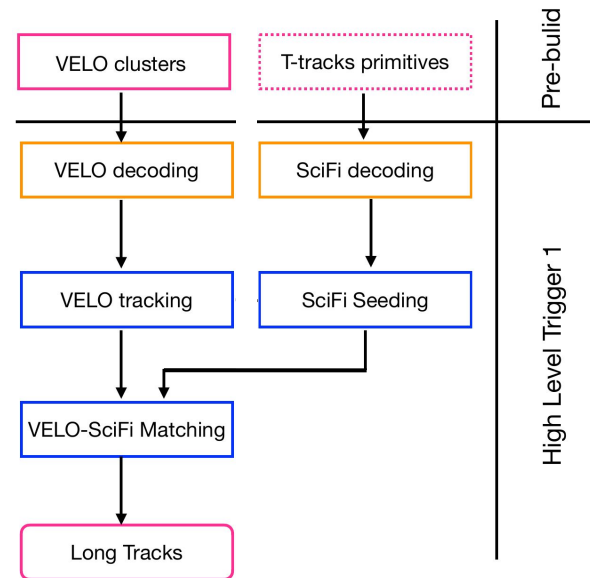 VELO clusters
T-tracks primitives
Pre-bulid
VELO decoding
SciFi decoding
VELO tracking
SciFi Seeding
High Level Trigger 1
VELO-SciFi Matching
Long Tracks